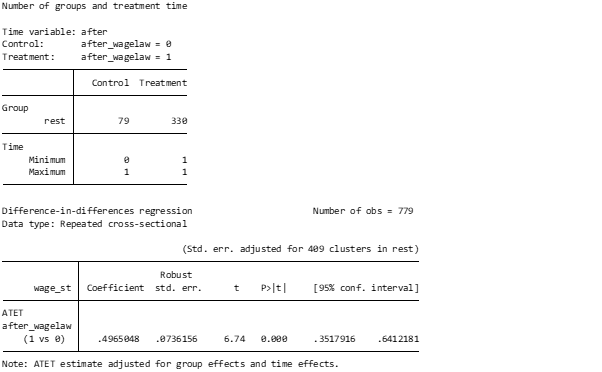 Number of groups and treatment time
Time variable: after
Control: after_wagelaw = 0
Treatment: after_wagelaw = 1
Control Treatment
Group
rest 79 330
Time
Minimum 0 1
Maximum 1 1
Difference-in-differences regression Number of obs = 779
Data type: Repeated cross-sectional
(Std. err. adjusted for 409 clusters in rest)
Robust
wage_st Coefficient std. err. t P>|t| [95% conf. interval]
ATET
after_wagelaw
(1 vs 0) .4965048 .0736156 6.74 0.000 .3517916 .6412181
Note: ATET estimate adjusted for group effects and time effects.